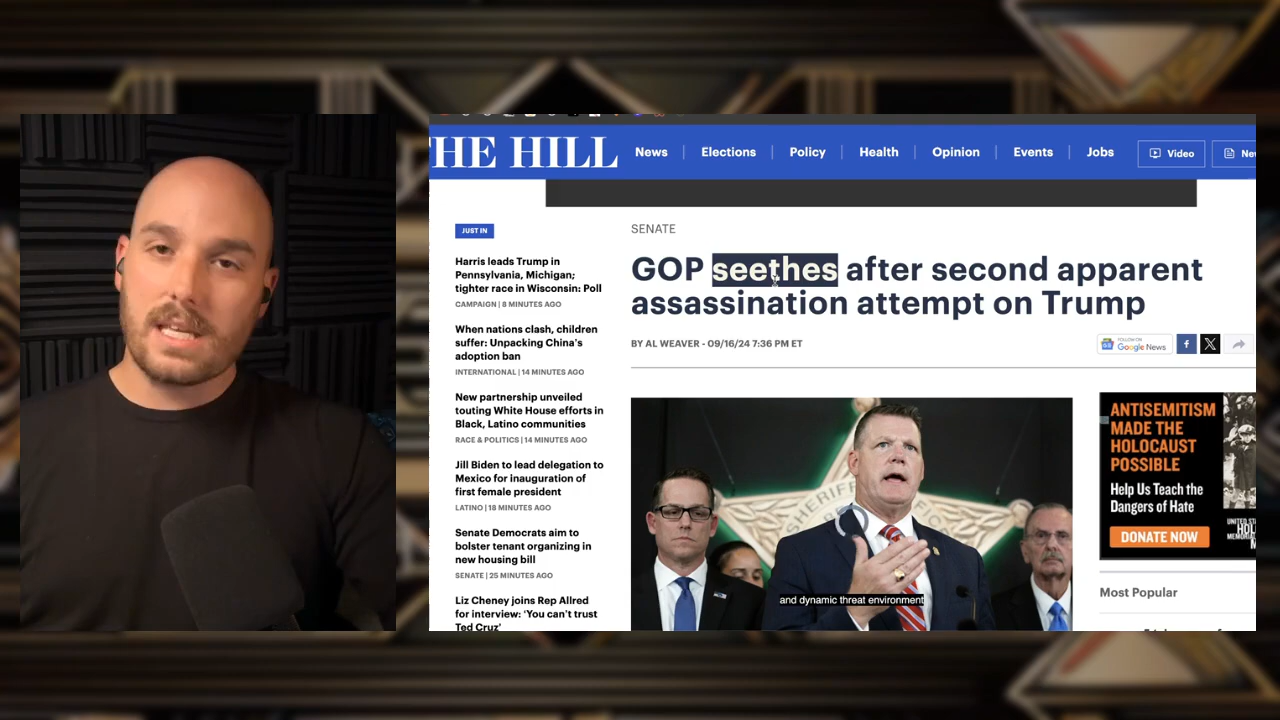 HE HILL
News
Elections
Policy
Health
Opinion
Events
Jobs
Video
JUST IN
Harris leads Trump in
Pennsylvania, Michigan;
tighter race in Wisconsin: Poll
CAMPAIGN | 8 MINUTES AGO
When nations clash, children
suffer: Unpacking China's
adoption ban
INTERNATIONAL | 14 MINUTES AGO
New partnership unveiled
touting White House efforts in
Black, Latino communities
RACE & POLITICS | 14 MINUTES AGO
Jill Biden to lead delegation to
Mexico for inauguration of
first female president
LATINO | 18 MINUTES AGO
Senate Democrats aim to
bolster tenant organizing in
new housing bill
SENATE | 25 MINUTES AGO
Liz Cheney joins Rep Allred
for interview: 'You can't trust
Ted Cruz'
SENATE
GOP seethes after second apparent
assassination attempt on Trump
BY AL WEAVER - 09/16/24 7:36 PM ET
FOLLOW ON
Google News
SHERIFF
and dynamic threat environment
ANTISEMITISM
MADE THE
HOLOCAUST
POSSIBLE
Help Us Teach the
Dangers of Hate
DONATE NOW
Most Popular